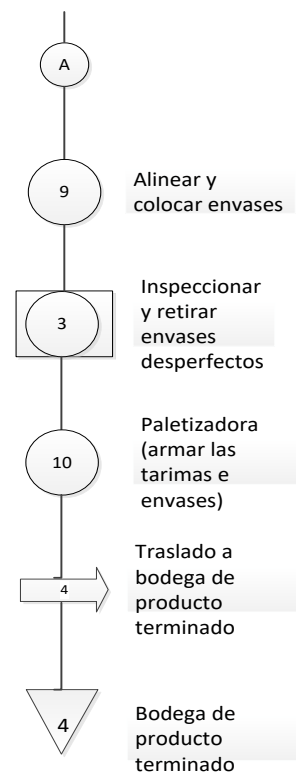 A
9
Alinear y
colocar envases
3
Inspeccionar
y retirar
envases
desperfectos
10
Paletizadora
(armar las
tarimas e
envases)
4
Traslado a
bodega de
producto
terminado
4
Bodega de
producto
terminado